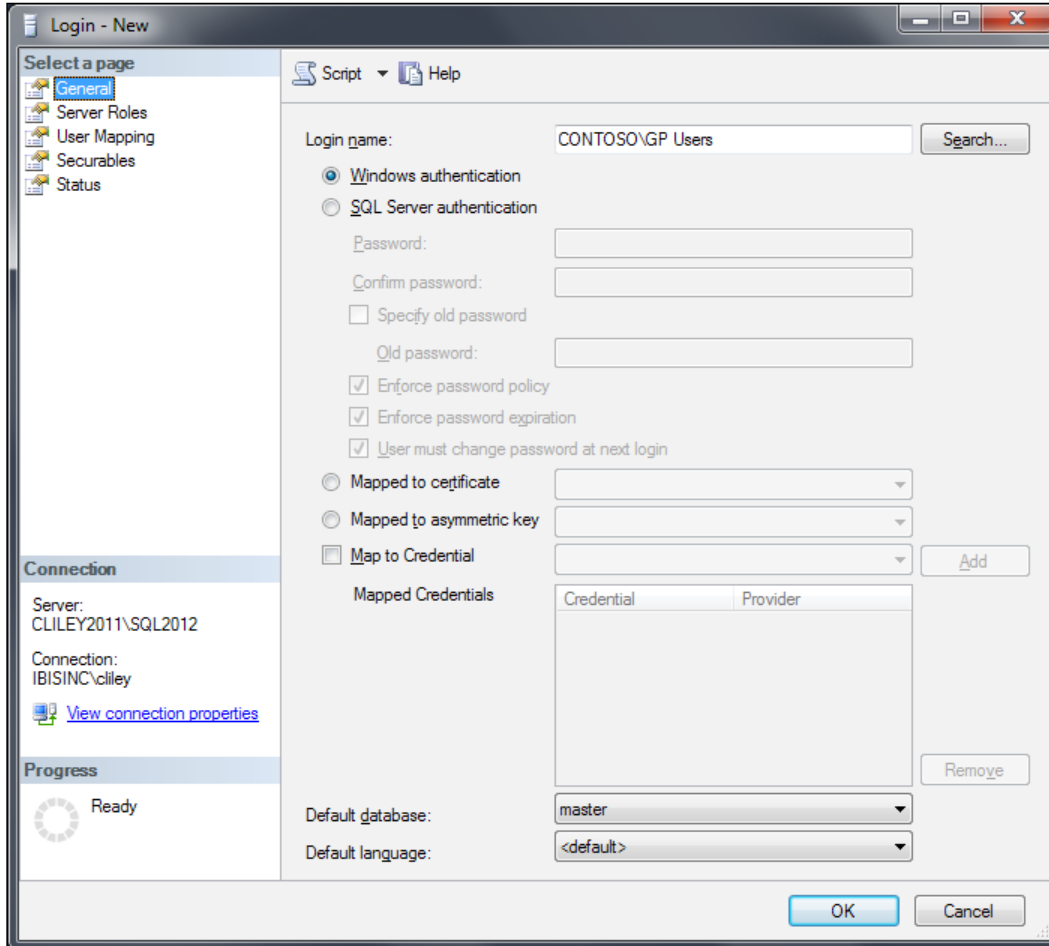 Login - New
Select a page
General
Server Roles
User Mapping
Securables
Status
Script Help
Login name: CONTOSO\GP Users Search...
Windows authentication
SQL Server authentication
Password:
Confirm password:
Specify old password
Old password:
Enforce password policy
Enforce password expiration
User must change password at next login
Mapped to certificate
Mapped to asymmetric key
Map to Credential Add
Mapped Credentials Credential Provider
Remove
Default database: master
Default language: <default>
Connection
Server:
CLILEY2011\SQL2012
Connection:
IBISINC\cliley
View connection properties
Progress
Ready
OK Cancel